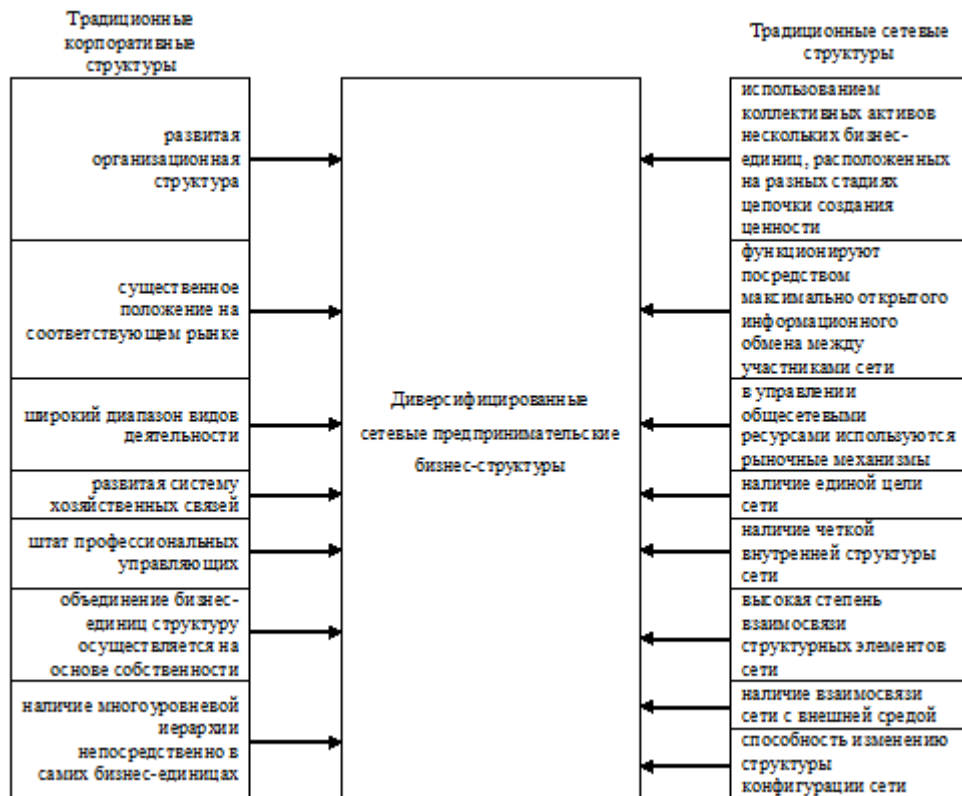 Традиционные
корпоративные
структуры
развитая
организационная
структура
существенное
положение на
соответствующем рынке
широкий диапазон видов
деятельности
развитая систему
хозяйственных связей
штат профессиональных
управляющих
объединение бизнес-
единиц структуру
осуществляется на
основе собственности
наличие многоуровневой
иерархии
непосредственно в
самих бизнес-единицах
Диверсифицированные
сетевые предпринимательские
бизнес-структуры
Традиционные сетевые
структуры
использованием
коллективных активов
нескольких бизнес-
единиц, расположенных
на разных стадиях
цепочки создания
ценности
функционируют
посредством
максимально открытого
информационного
обмена между
участниками сети
в управлении
общесетевыми
ресурсами используются
рыночные механизмы
наличие единой цели
сети
наличие четкой
внутренней структуры
сети
высокая степень
взаимосвязи
структурных элементов
сети
наличие взаимосвязи
сети с внешней средой
способность изменению
структуры
конфигурации сети